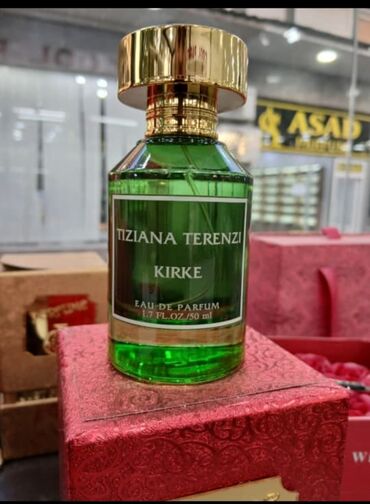 ASAD
TIZIANA TERENZI
KIRKE
EAU DE PARFUM
1.7 FL.OZ/50 ml